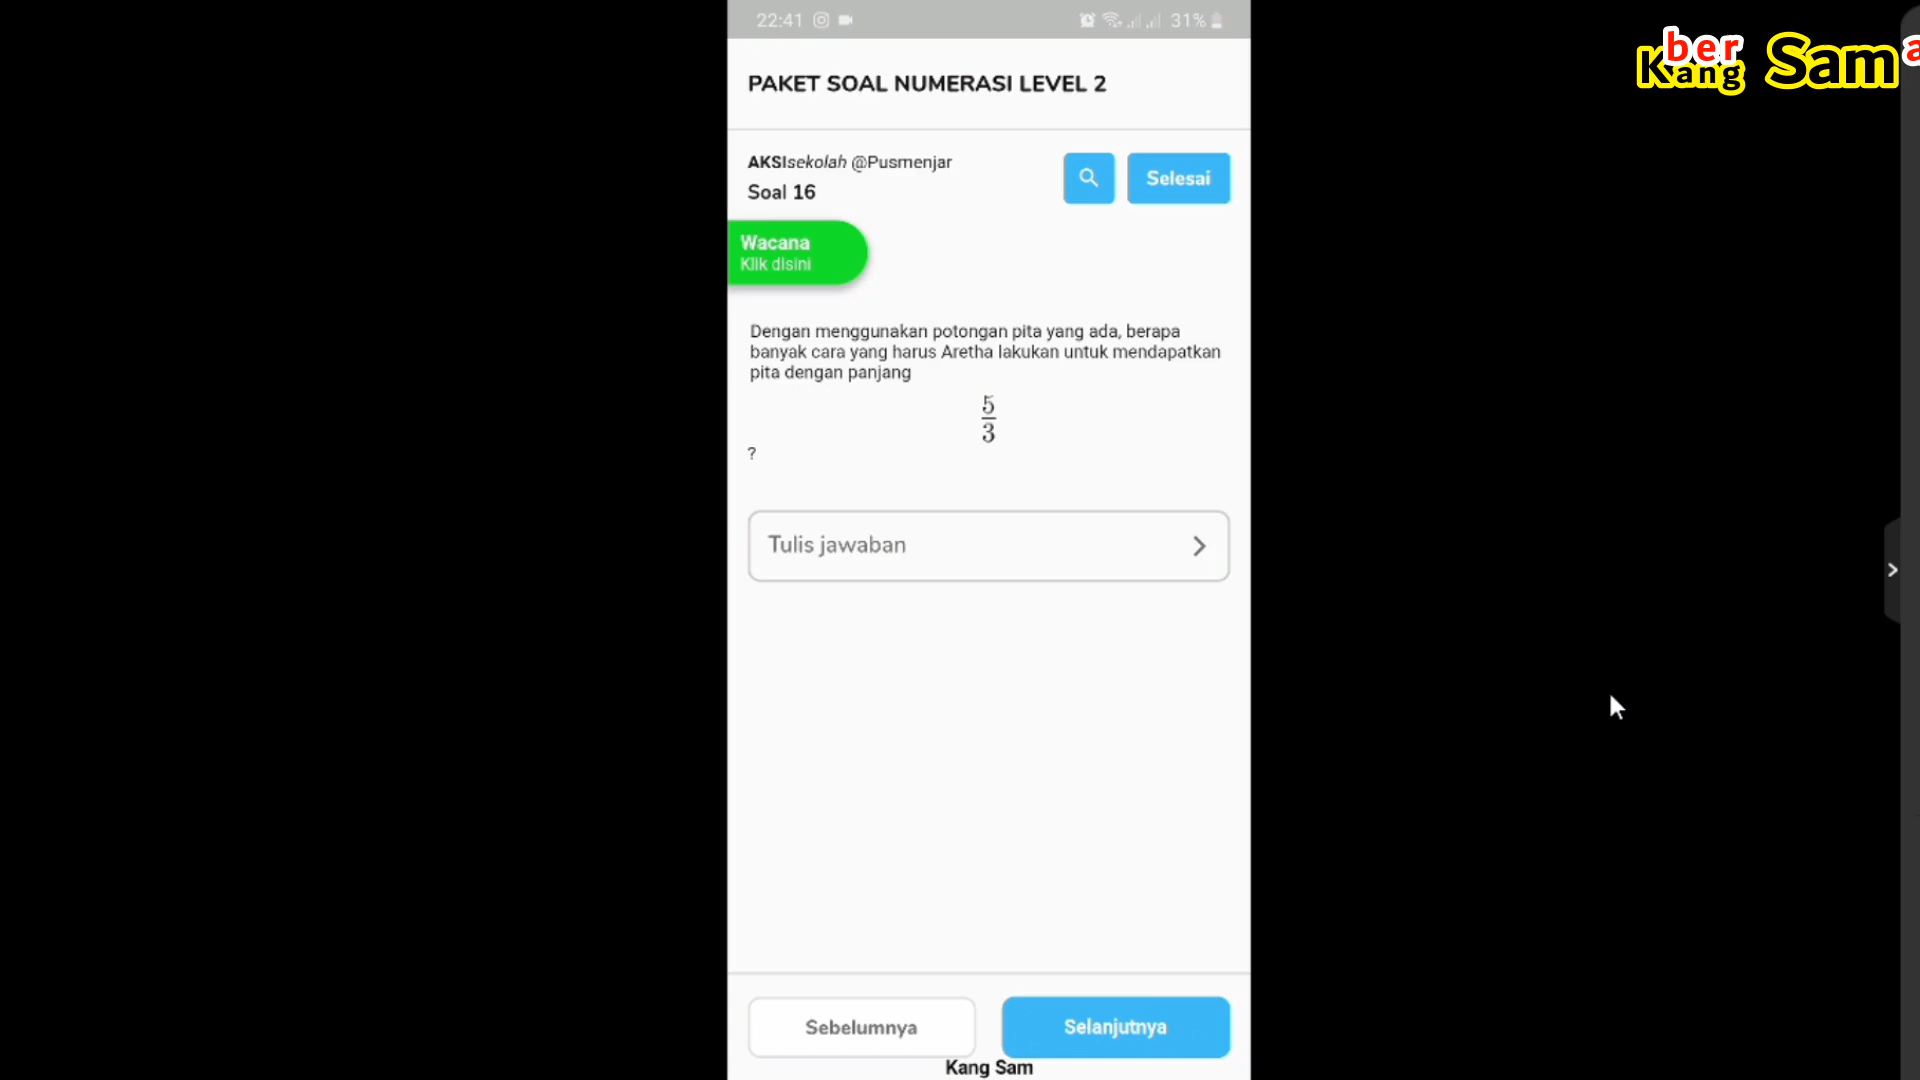 22:41
31%
ber a
Kang Sam
PAKET SOAL NUMERASI LEVEL 2
AKSIsekolah @Pusmenjar
Soal 16
Selesai
Wacana
Klik disini
Dengan menggunakan potongan pita yang ada, berapa
banyak cara yang harus Aretha lakukan untuk mendapatkan
pita dengan panjang
5
3
?
Tulis jawaban
Sebelumnya
Selanjutnya
Kang Sam